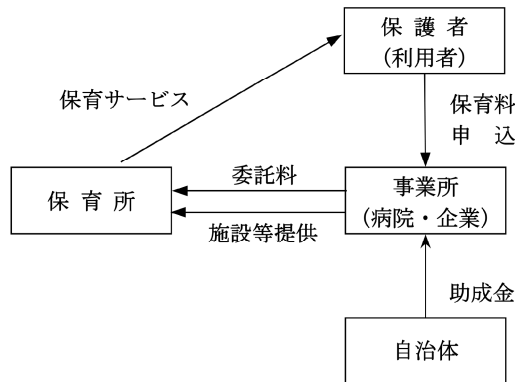 保護者
(利用者)
保育サービス
保育料
申込
保育所
委託料
施設等提供
事業所
(病院・企業)
助成金
自治体